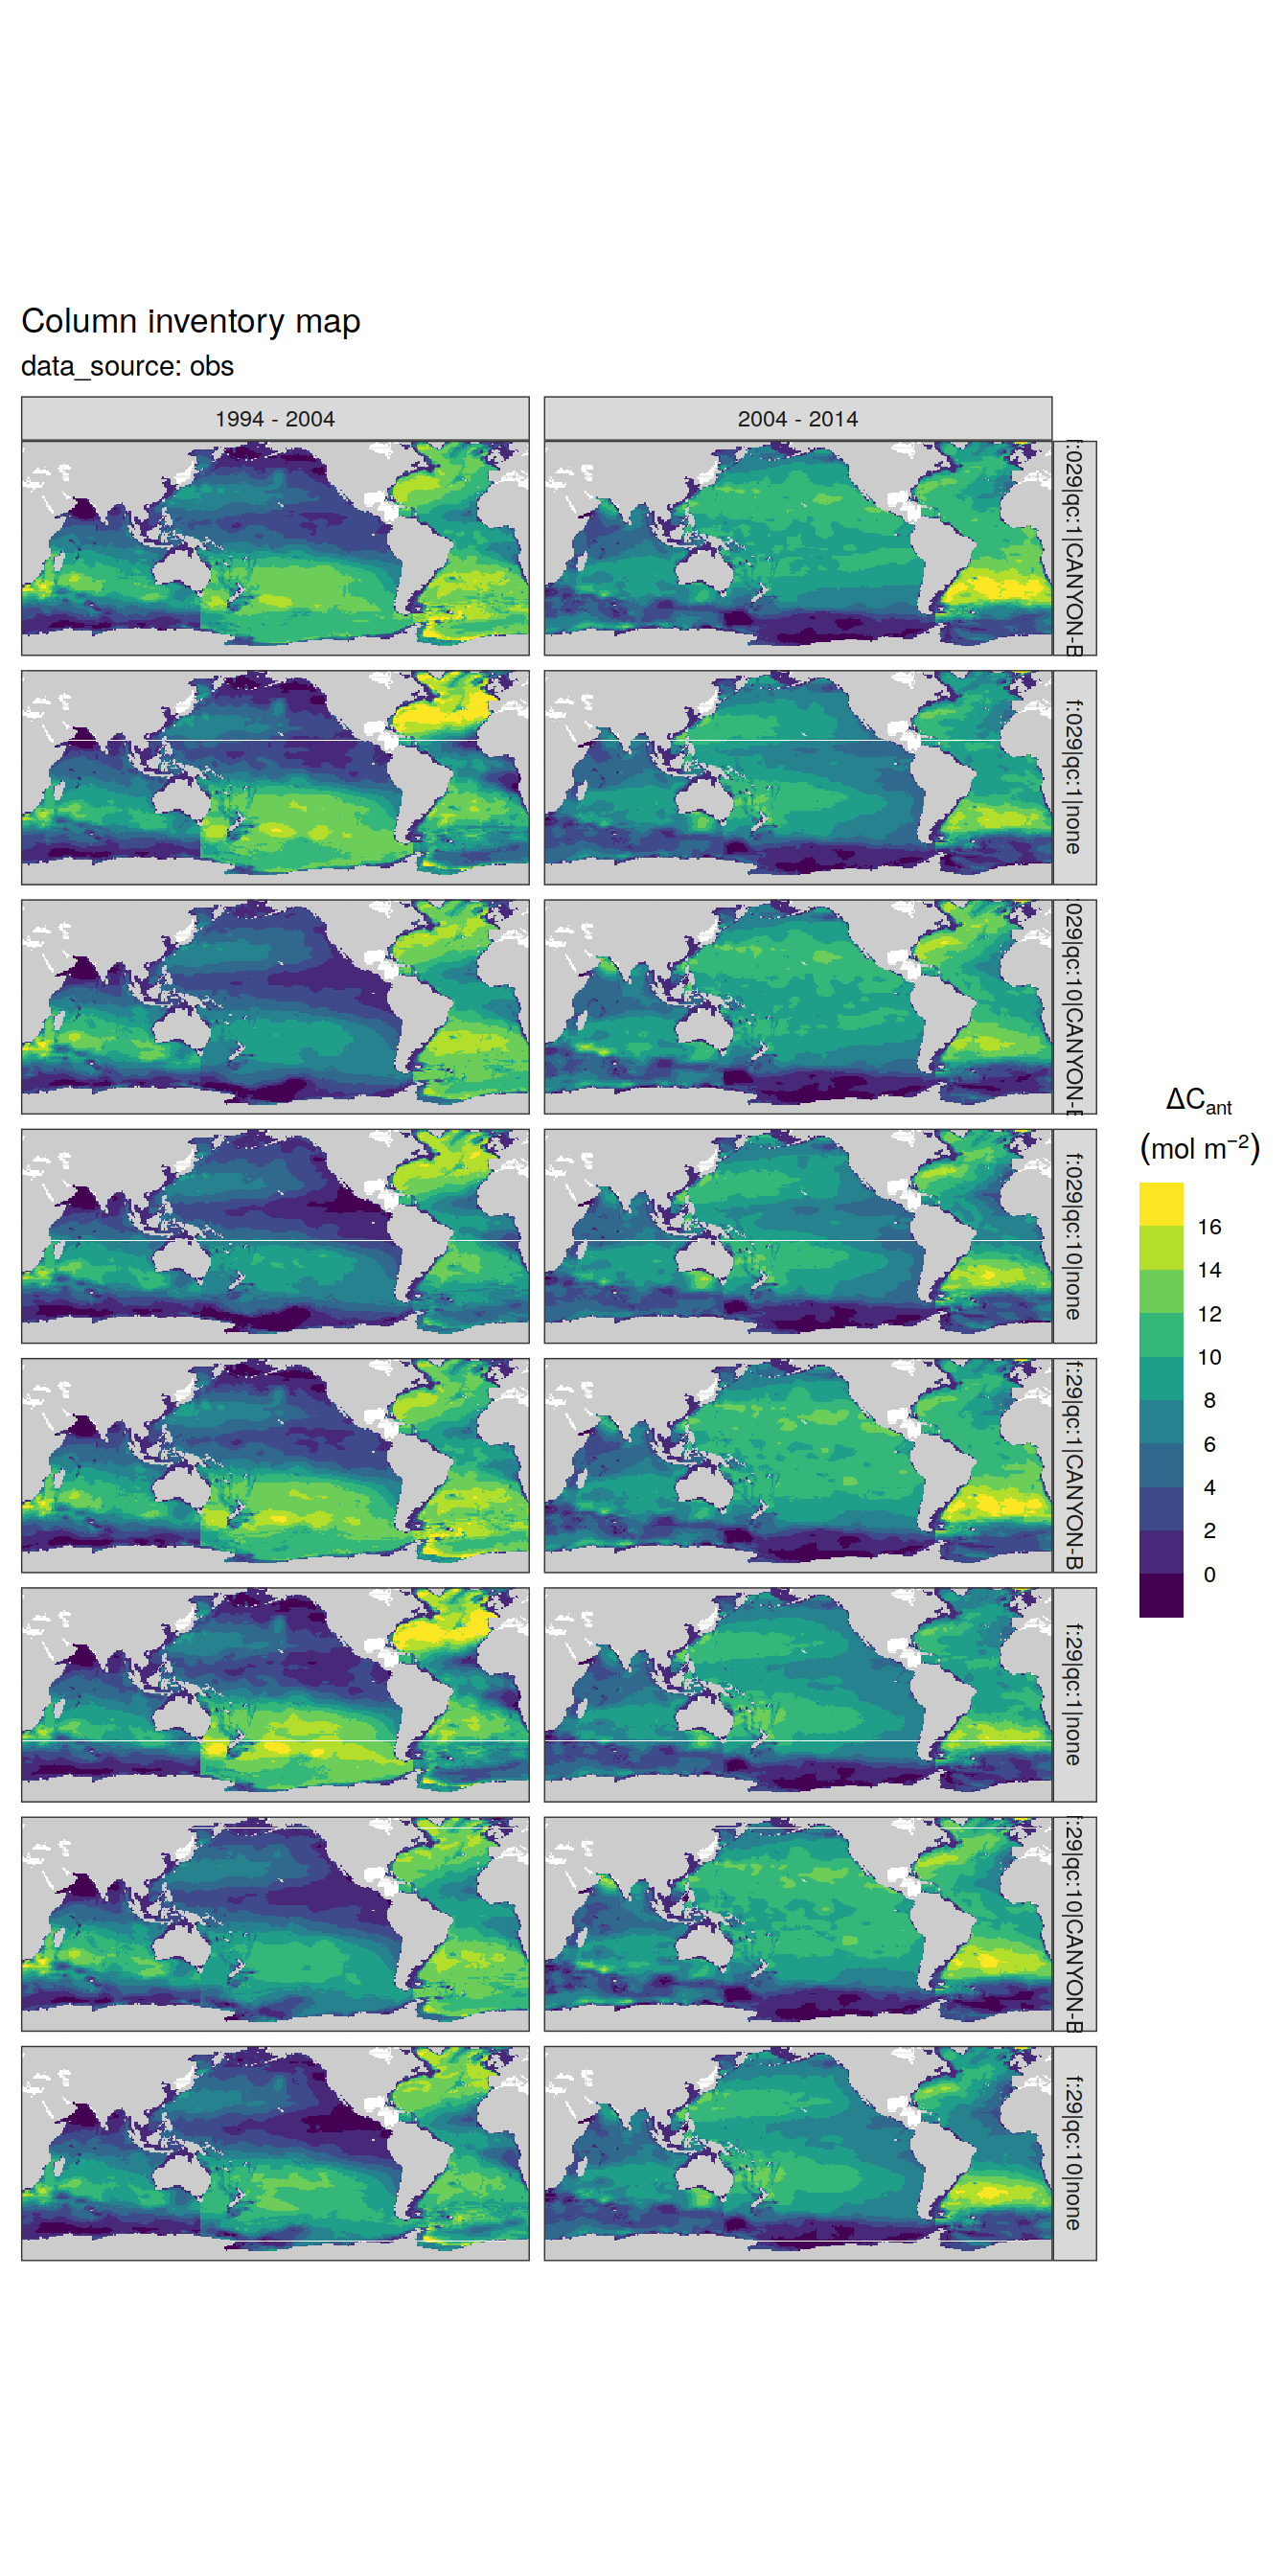 Column inventory map
data_source: obs
1994 - 2004
2004 - 2014
f:029|qc:1|CANYON-B
f:029|qc:1|none
029|qc:10|CANYON-B
f:029|qc:10|none
f:29|qc:1|CANYON-B
f:29|qc:1|none
f:29|qc:10|CANYON-B
f:29|qc:10|none
ΔCant
(mol m−2)
16
14
12
10
8
6
4
2
0